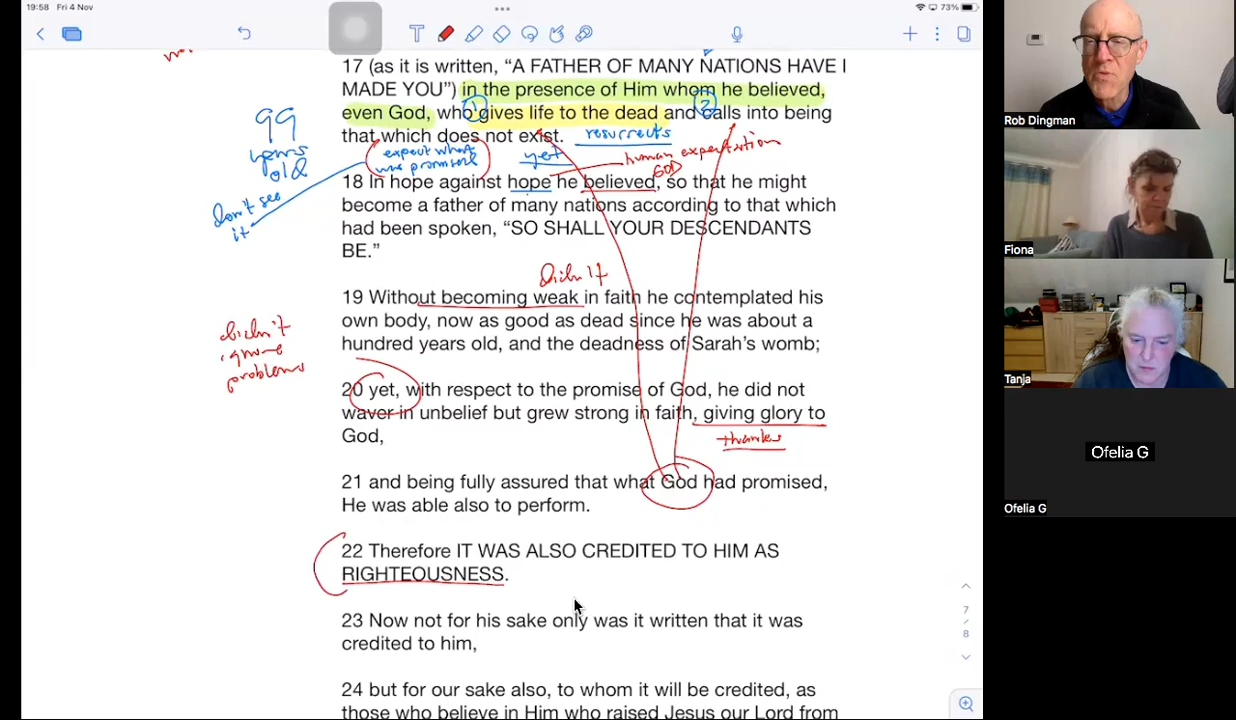 19:58 Fri 4 Nov
73%
17 (as it is written, “A FATHER OF MANY NATIONS HAVE I
MADE YOU”) in the presence of Him whom he believed,
1
2
even God, who gives life to the dead and calls into being
that which does not exist.
resurrects
99
years
old
expect what
was promised
yet
human expectation
GOD
don't see
it
18 In hope against hope he believed, so that he might
become a father of many nations according to that which
had been spoken, “SO SHALL YOUR DESCENDANTS
BE.”
Didn't
19 Without becoming weak in faith he contemplated his
own body, now as good as dead since he was about a
hundred years old, and the deadness of Sarah’s womb;
didn't
ignore
problems
20 yet, with respect to the promise of God, he did not
waver in unbelief but grew strong in faith, giving glory to
God,
thanks
21 and being fully assured that what God had promised,
He was able also to perform.
22 Therefore IT WAS ALSO CREDITED TO HIM AS
RIGHTEOUSNESS.
23 Now not for his sake only was it written that it was
credited to him,
24 but for our sake also, to whom it will be credited, as
those who believe in Him who raised Jesus our Lord from
7
/
8
Rob Dingman
Fiona
Tanja
Ofelia G
Ofelia G